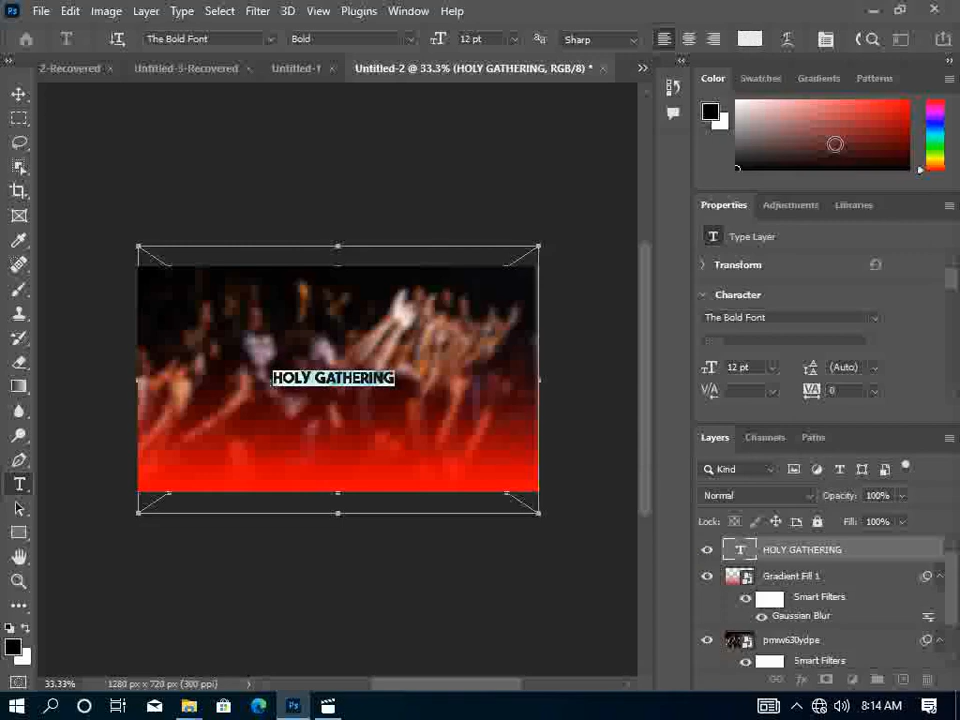 Ps File Edit Image Layer Type Select Filter 3D View Plugins Window Help
T The Bold Font Bold 12 pt Sharp
2-Recovered × Untitled-3-Recovered × Untitled-1 × Untitled-2 @ 33.3% (HOLY GATHERING, RGB/8) * ×
Color Swatches Gradients Patterns
Properties Adjustments Libraries
T Type Layer
Transform
Character
The Bold Font
12 pt (Auto)
0
HOLY GATHERING
Layers Channels Paths
Kind
Normal Opacity: 100%
Lock: Fill: 100%
T HOLY GATHERING
Gradient Fill 1
Smart Filters
Gaussian Blur
pmw630ydpe
Smart Filters
33.33% 1280 px x 720 px (300 ppi)
8:14 AM